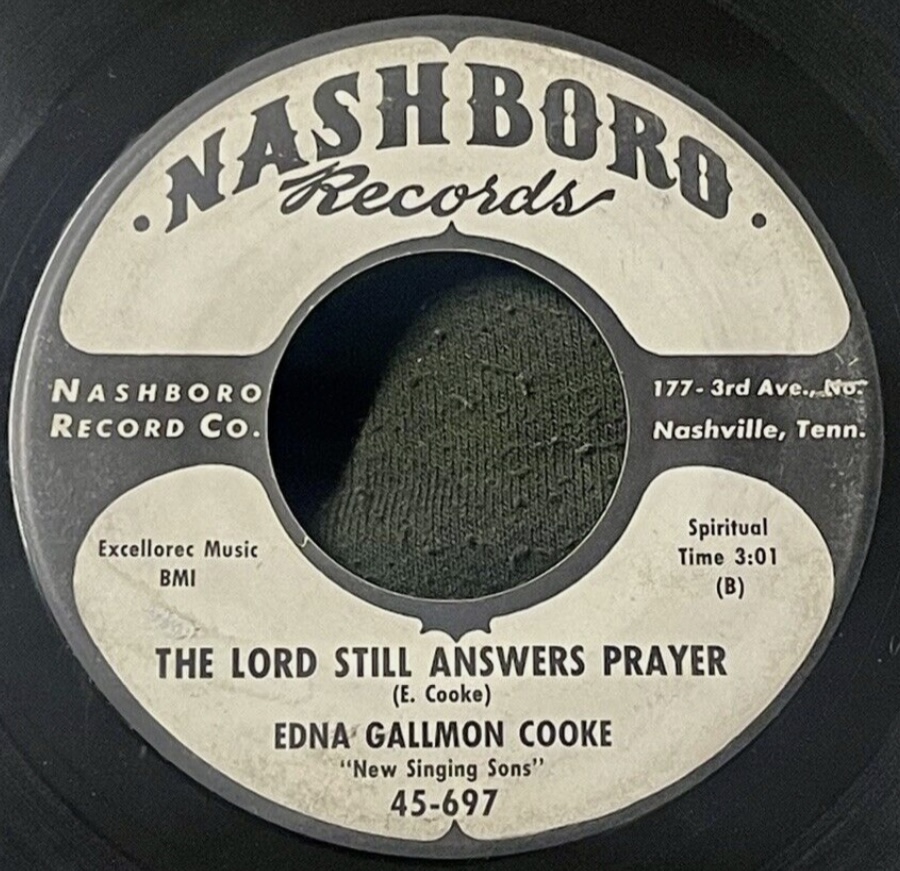 NASHBORO
Records
NASHBORO
RECORD CO.
177- 3rd Ave., No.
Nashville, Tenn.
Excellorec Music
BMI
Spiritual
Time 3:01
(B)
THE LORD STILL ANSWERS PRAYER
(E. Cooke)
EDNA GALLMON COOKE
"New Singing Sons"
45-697